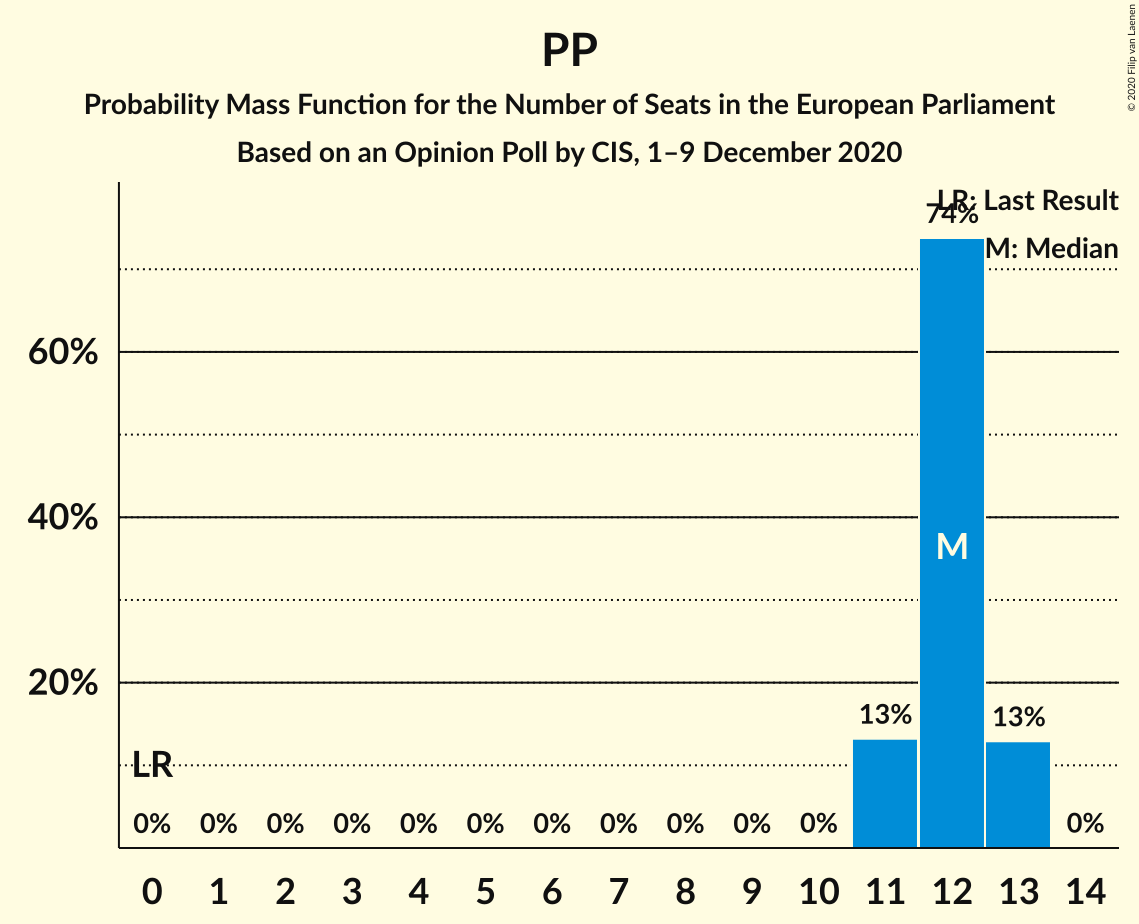 PP
Probability Mass Function for the Number of Seats in the European Parliament
Based on an Opinion Poll by CIS, 1–9 December 2020
© 2020 Filip van Laenen
LR: Last Result
M: Median
74%
60%
40%
20%
M
13%
13%
LR
0% 0% 0% 0% 0% 0% 0% 0% 0% 0% 0% 0%
0 1 2 3 4 5 6 7 8 9 10 11 12 13 14